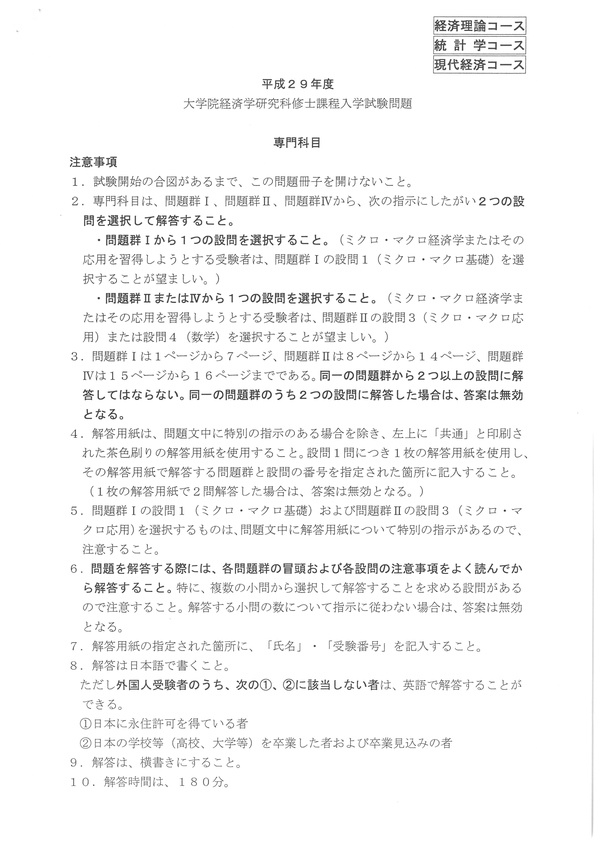 経済理論コース
統 計 学コース
現代経済コース
平成２９年度
大学院経済学研究科修士課程入学試験問題
専門科目
注意事項
１．試験開始の合図があるまで、この問題冊子を開けないこと。
２．専門科目は、問題群Ⅰ、問題群Ⅱ、問題群Ⅳから、次の指示にしたがい２つの設
問を選択して解答すること。
・問題群Ⅰから１つの設問を選択すること。（ミクロ・マクロ経済学またはその
応用を習得しようとする受験者は、問題群Ⅰの設問１（ミクロ・マクロ基礎）を選
択することが望ましい。）
・問題群ⅡまたはⅣから１つの設問を選択すること。（ミクロ・マクロ経済学ま
たはその応用を習得しようとする受験者は、問題群Ⅱの設問３（ミクロ・マクロ応
用）または設問４（数学）を選択することが望ましい。）
３．問題群Ⅰは１ページから７ページ、問題群Ⅱは８ページから１４ページ、問題群
Ⅳは１５ページから１６ページまでである。同一の問題群から２つ以上の設問に解
答してはならない。同一の問題群のうち２つの設問に解答した場合は、答案は無効
となる。
４．解答用紙は、問題文中に特別の指示のある場合を除き、左上に「共通」と印刷さ
れた茶色刷りの解答用紙を使用すること。設問１問につき１枚の解答用紙を使用し、
その解答用紙で解答する問題群と設問の番号を指定された箇所に記入すること。
（１枚の解答用紙で２問解答した場合は、答案は無効となる。）
５．問題群Ⅰの設問１（ミクロ・マクロ基礎）および問題群Ⅱの設問３（ミクロ・マ
クロ応用）を選択するものは、問題文中に解答用紙について特別の指示があるので、
注意すること。
６．問題を解答する際には、各問題群の冒頭および各設問の注意事項をよく読んでか
ら解答すること。特に、複数の小問から選択して解答することを求める設問がある
ので注意すること。解答する小問の数について指示に従わない場合は、答案は無効
となる。
７．解答用紙の指定された箇所に、「氏名」・「受験番号」を記入すること。
８．解答は日本語で書くこと。
ただし外国人受験者のうち、次の①、②に該当しない者は、英語で解答することが
できる。
①日本に永住許可を得ている者
②日本の学校等（高校、大学等）を卒業した者および卒業見込みの者
９．解答は、横書きにすること。
１０．解答時間は、１８０分。